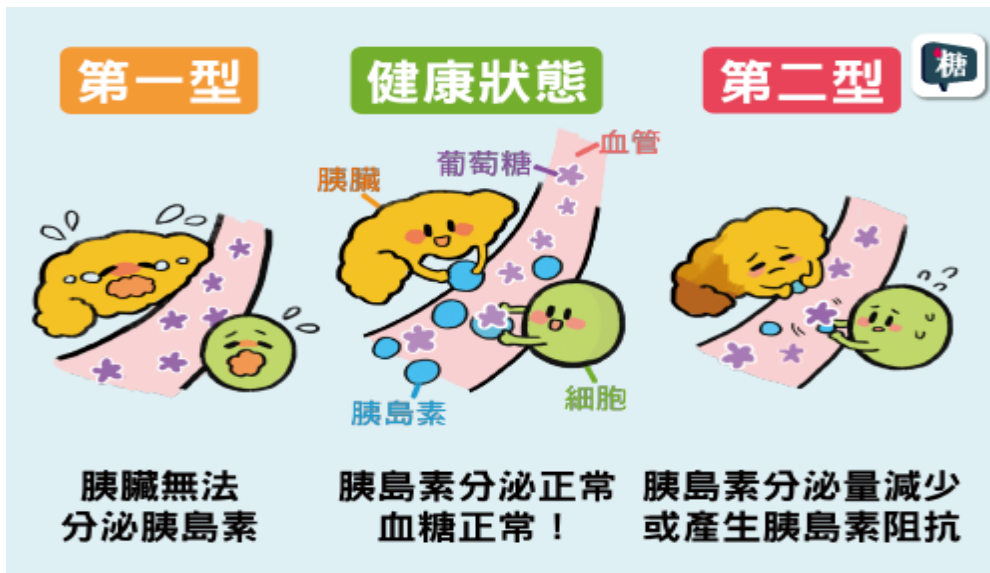 第一型
健康狀態
第二型
糖
血管
葡萄糖
胰臟
胰島素
細胞
胰臟無法
分泌胰島素
胰島素分泌正常
血糖正常！
胰島素分泌量減少
或產生胰島素阻抗